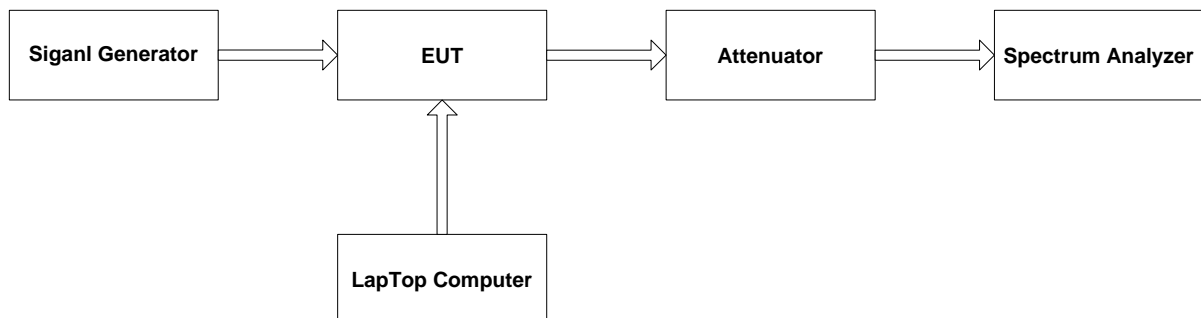 Siganl Generator
EUT
Attenuator
Spectrum Analyzer
LapTop Computer